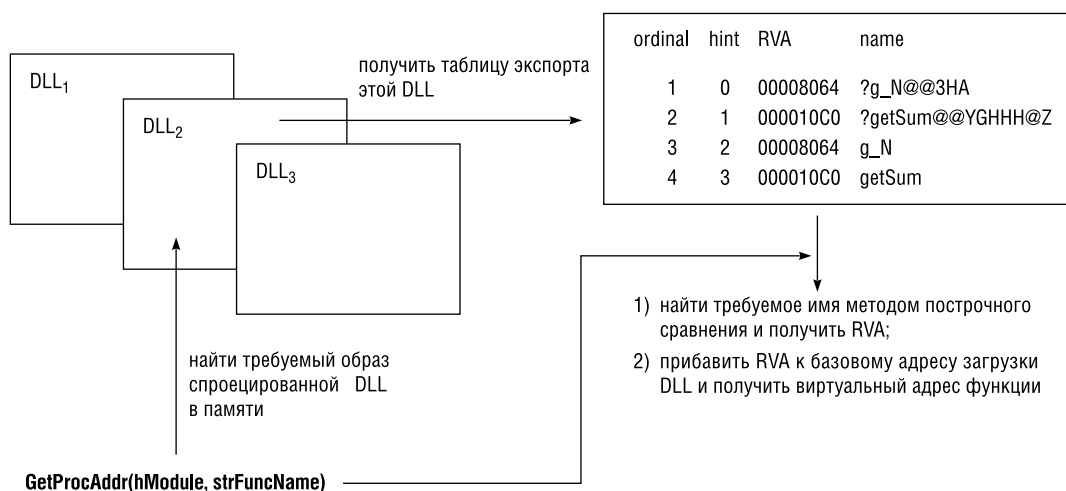 DLL1
DLL2
DLL3
получить таблицу экспорта
этой DLL
ordinal hint RVA name
1 0 00008064 ?g_N@@3HA
2 1 000010C0 ?getSum@@YGHHH@Z
3 2 00008064 g_N
4 3 000010C0 getSum
1) найти требуемое имя методом построчного
сравнения и получить RVA;
2) прибавить RVA к базовому адресу загрузки
DLL и получить виртуальный адрес функции
найти требуемый образ
спроецированной DLL
в памяти
GetProcAddr(hModule, strFuncName)